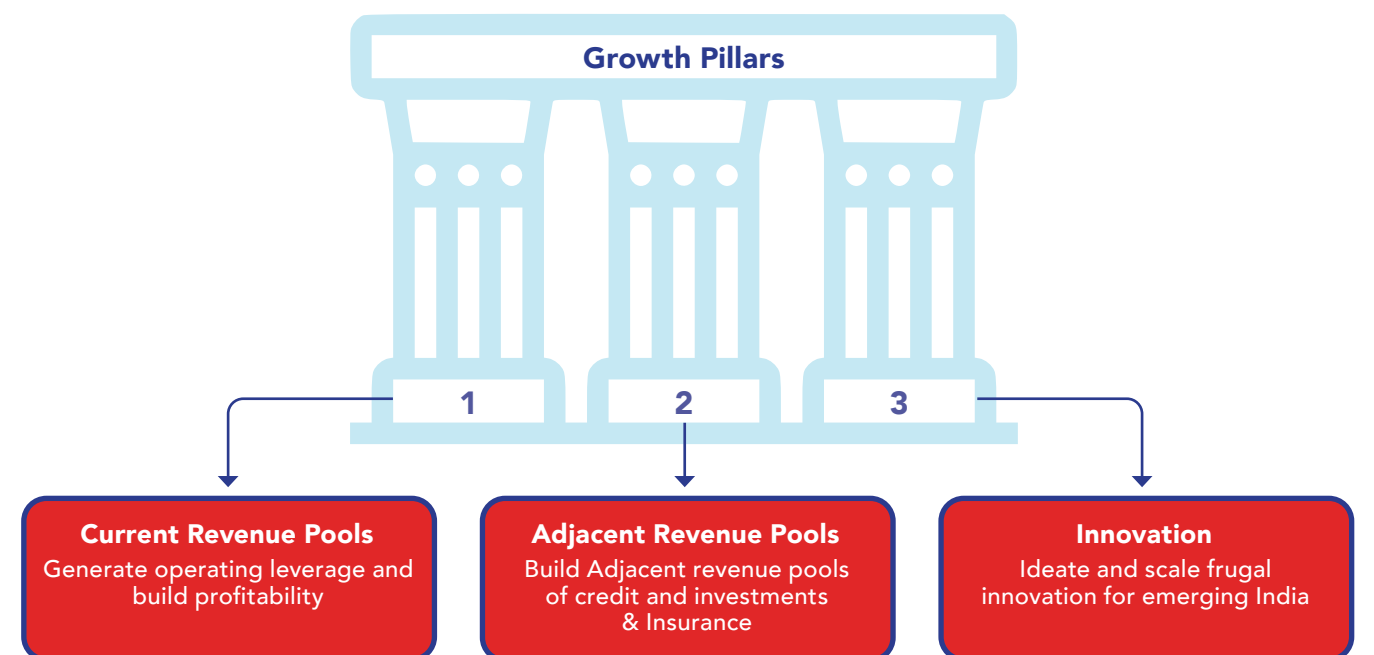 Growth Pillars
1
2
3
Current Revenue Pools
Generate operating leverage and
build profitability
Adjacent Revenue Pools
Build Adjacent revenue pools
of credit and investments
& Insurance
Innovation
Ideate and scale frugal
innovation for emerging India